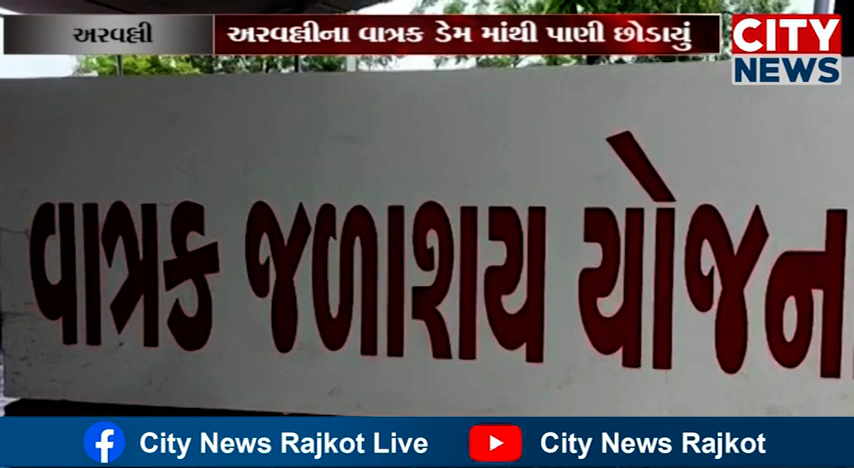 અરવલ્લી
અરવલ્લીના વાત્રક ડેમ માંથી પાણી છોડાયું
CITY
NEWS
વાત્રક જળાશય યોજન
City News Rajkot Live
City News Rajkot